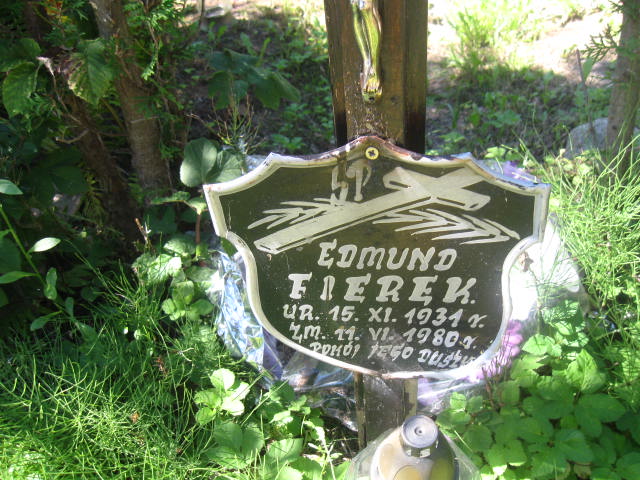 ŚP
EDMUND
FIEREK
UR. 15. XI. 1931 r.
ZM. 11. VI. 1980 r.
POKÓJ JEGO DUSZY